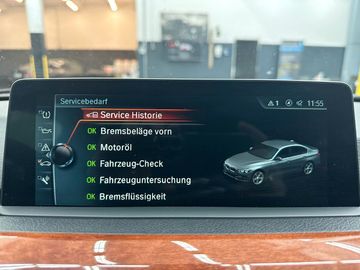 Servicebedarf
1
11:55
Service Historie
OK Bremsbeläge vorn
OK Motoröl
OK Fahrzeug-Check
OK Fahrzeuguntersuchung
OK Bremsflüssigkeit